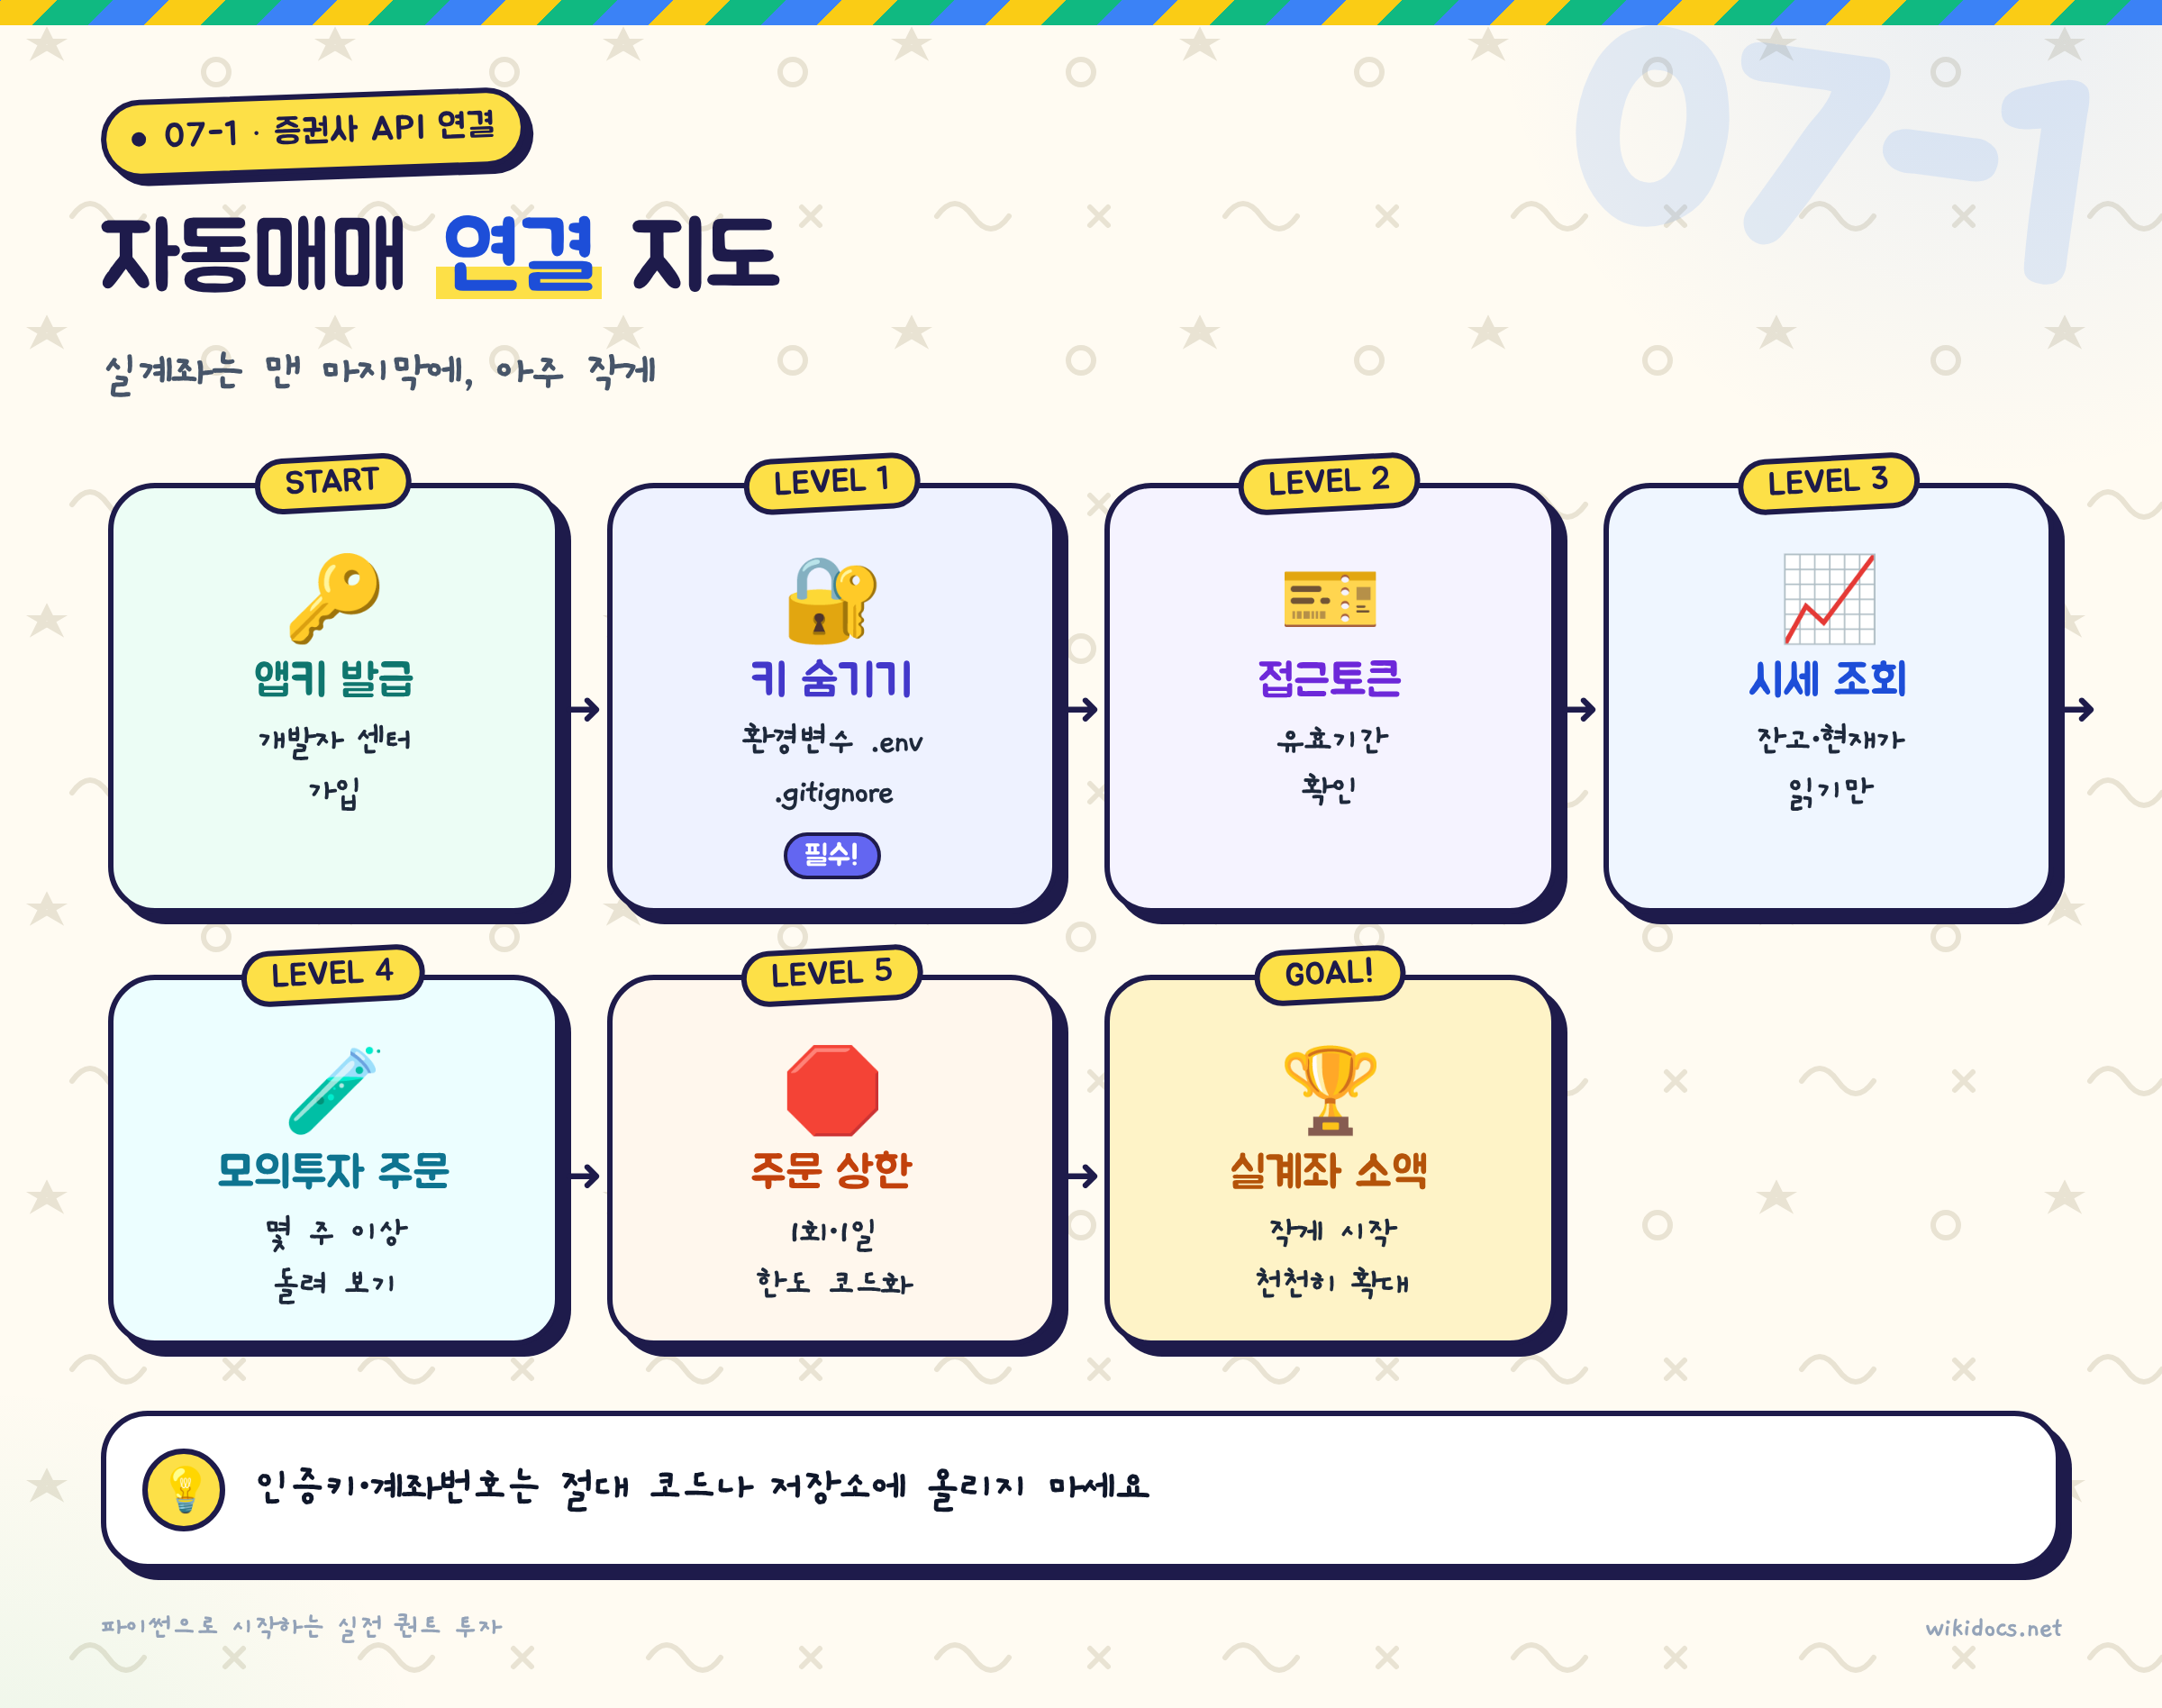 07-1
07-1 · 증권사 API 연결
자동매매 연결 지도
실계좌는 맨 마지막에, 아주 작게
START
앱키 발급
개발자 센터
가입
LEVEL 1
키 숨기기
환경변수 .env
.gitignore
필수!
LEVEL 2
접근토큰
유효기간
확인
LEVEL 3
시세 조회
잔고·현재가
읽기만
LEVEL 4
모의투자 주문
몇 주 이상
돌려 보기
LEVEL 5
주문 상한
1회·1일
한도 코드화
GOAL!
실계좌 소액
작게 시작
천천히 확대
인증키·계좌번호는 절대 코드나 저장소에 올리지 마세요
파이썬으로 시작하는 실전 퀀트 투자
wikidocs.net